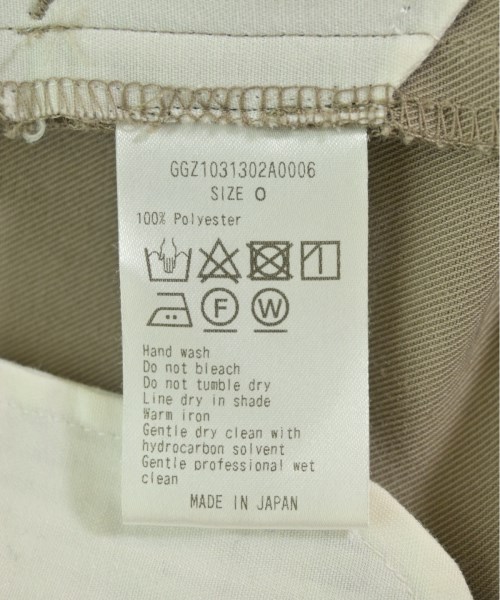 GGZ1031302A0006
SIZE 0
100% Polyester
F W
Hand wash
Do not bleach
Do not tumble dry
Line dry in shade
Warm iron
Gentle dry clean with
hydrocarbon solvent
Gentle professional wet
clean
MADE IN JAPAN